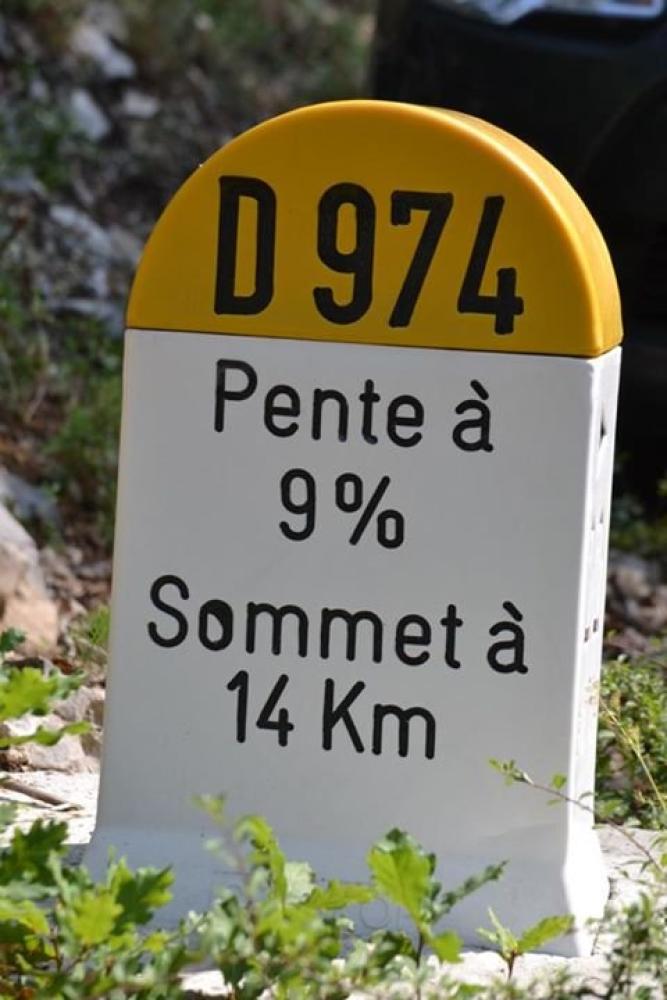 D 974
Pente à
9%
Sommet à
14 Km